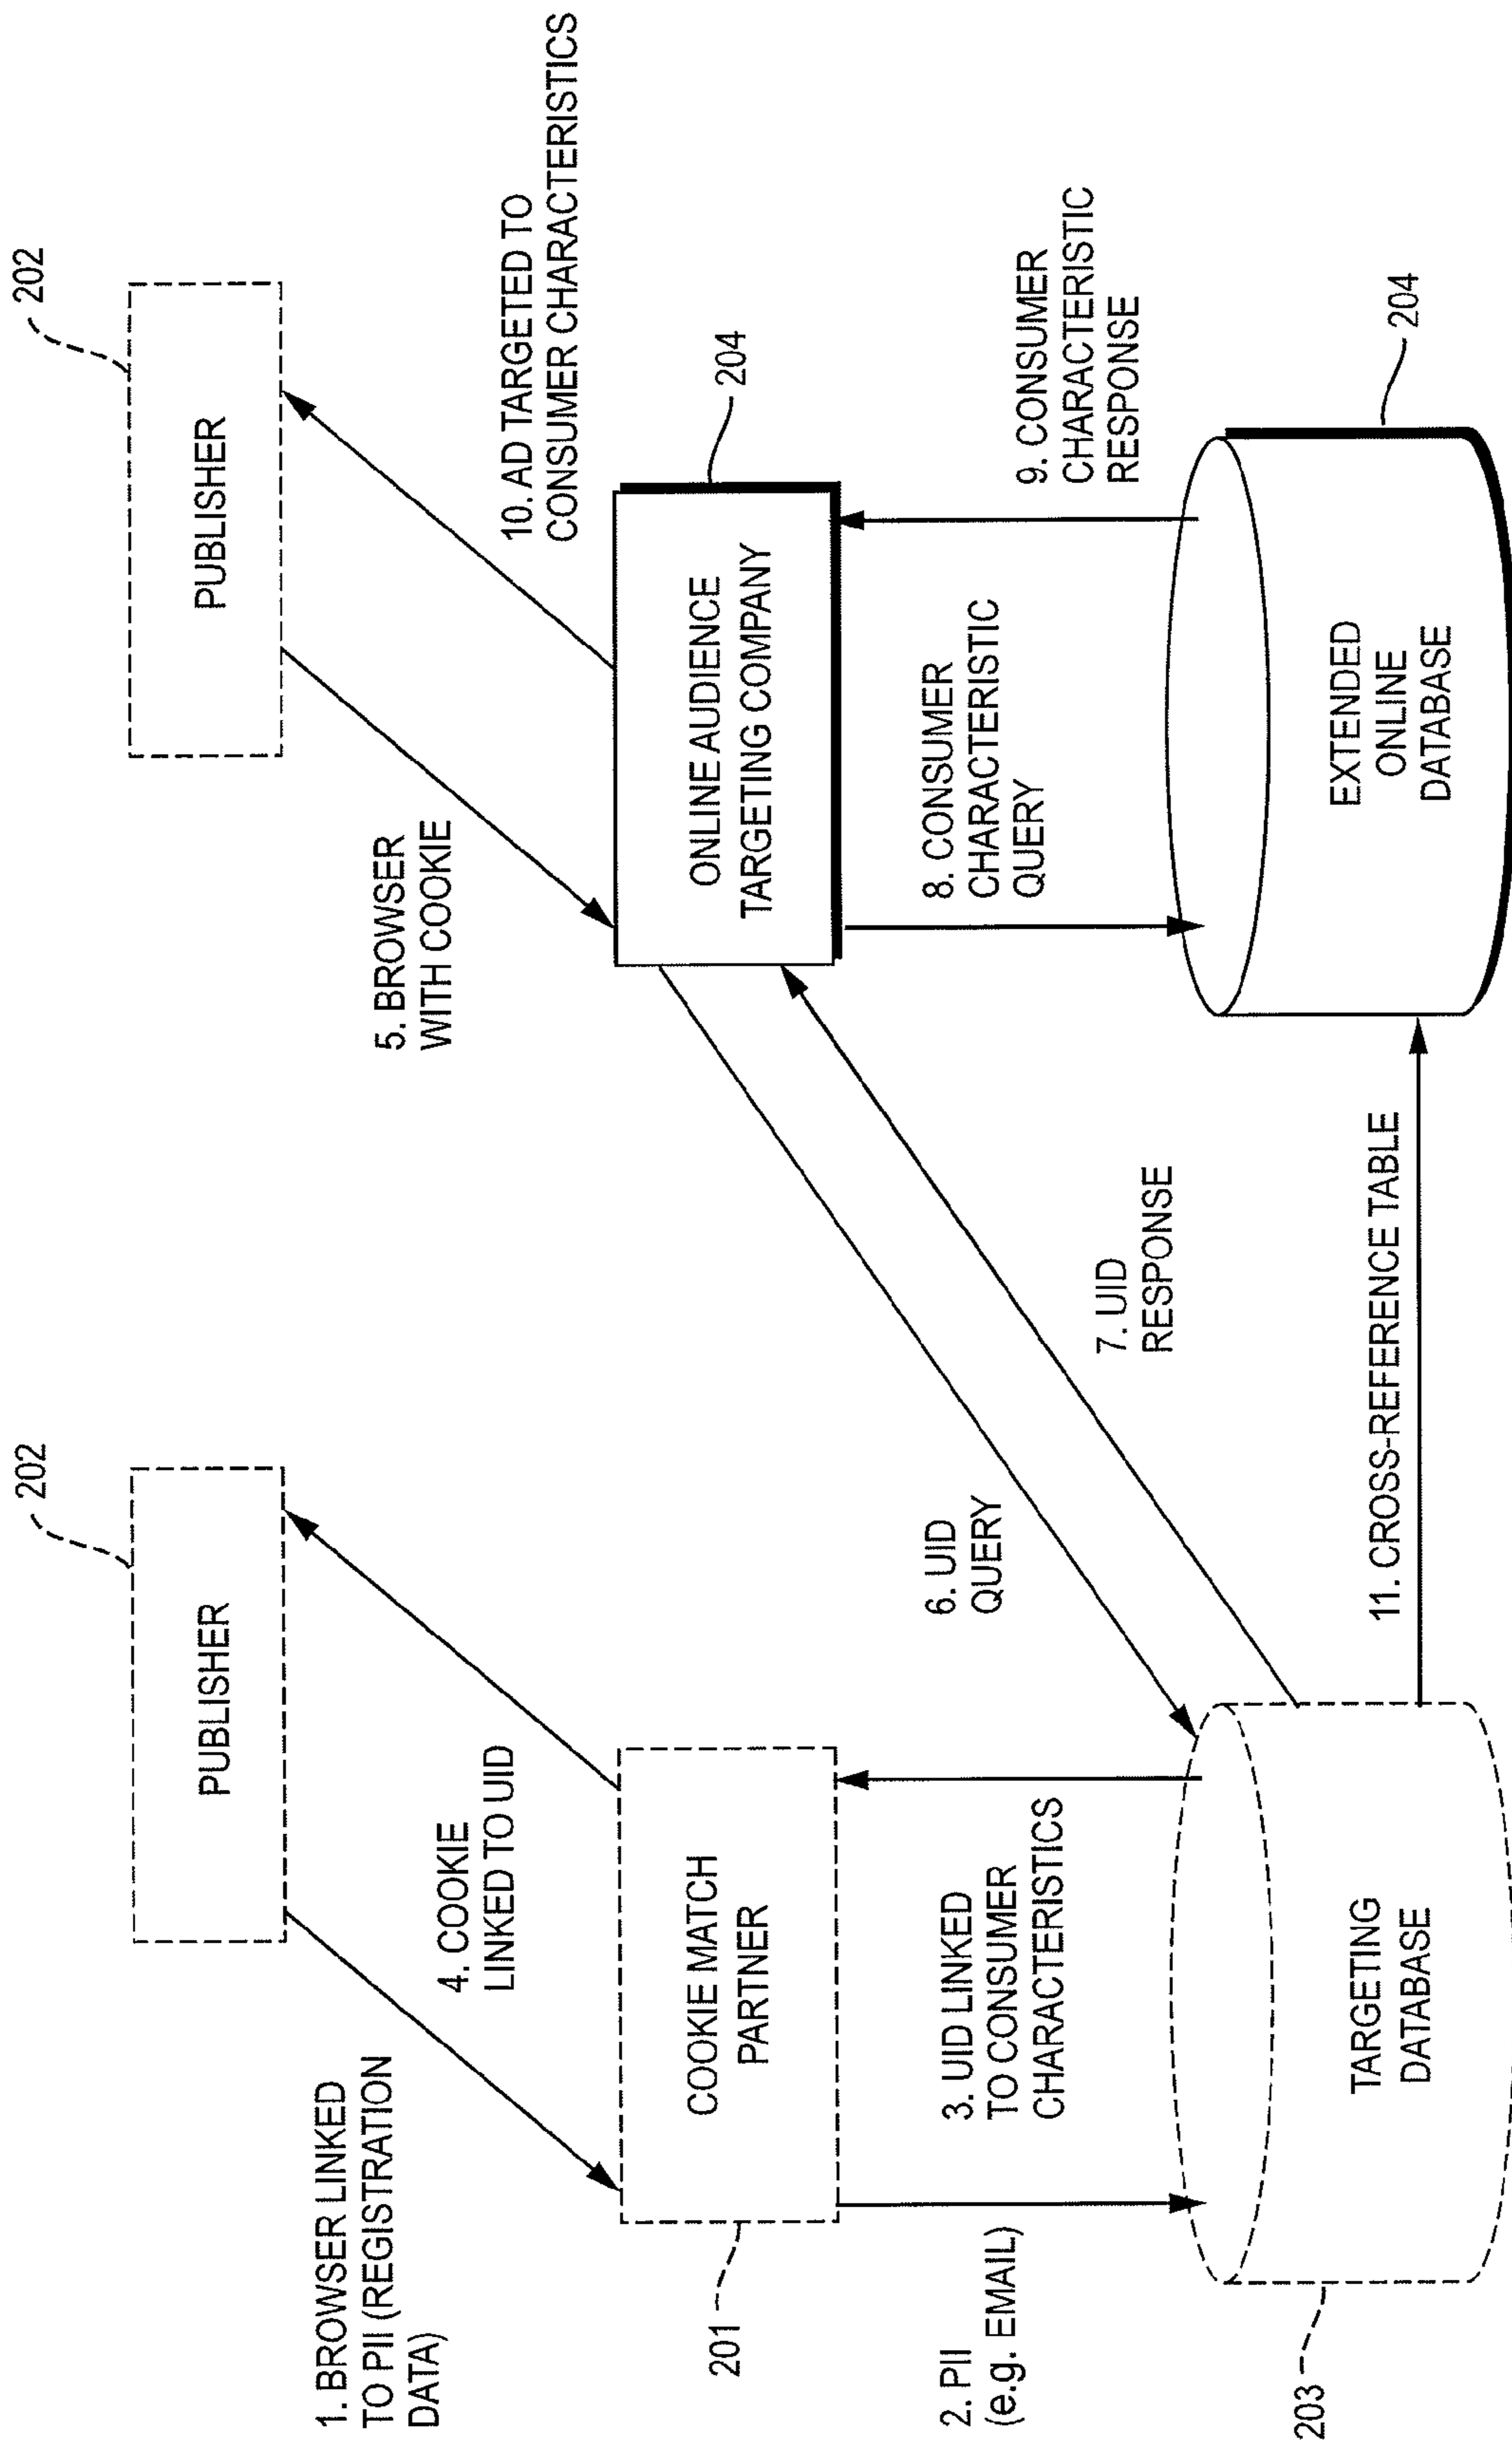 202
PUBLISHER
202
PUBLISHER
1. BROWSER LINKED
TO PII (REGISTRATION
DATA)
4. COOKIE
LINKED TO UID
5. BROWSER
WITH COOKIE
10. AD TARGETED TO
CONSUMER CHARACTERISTICS
201
COOKIE MATCH
PARTNER
ONLINE AUDIENCE
TARGETING COMPANY
204
2. PII
(e.g. EMAIL)
3. UID LINKED
TO CONSUMER
CHARACTERISTICS
6. UID
QUERY
7. UID
RESPONSE
8. CONSUMER
CHARACTERISTIC
QUERY
9. CONSUMER
CHARACTERISTIC
RESPONSE
203
TARGETING
DATABASE
11. CROSS-REFERENCE TABLE
EXTENDED
ONLINE
DATABASE
204